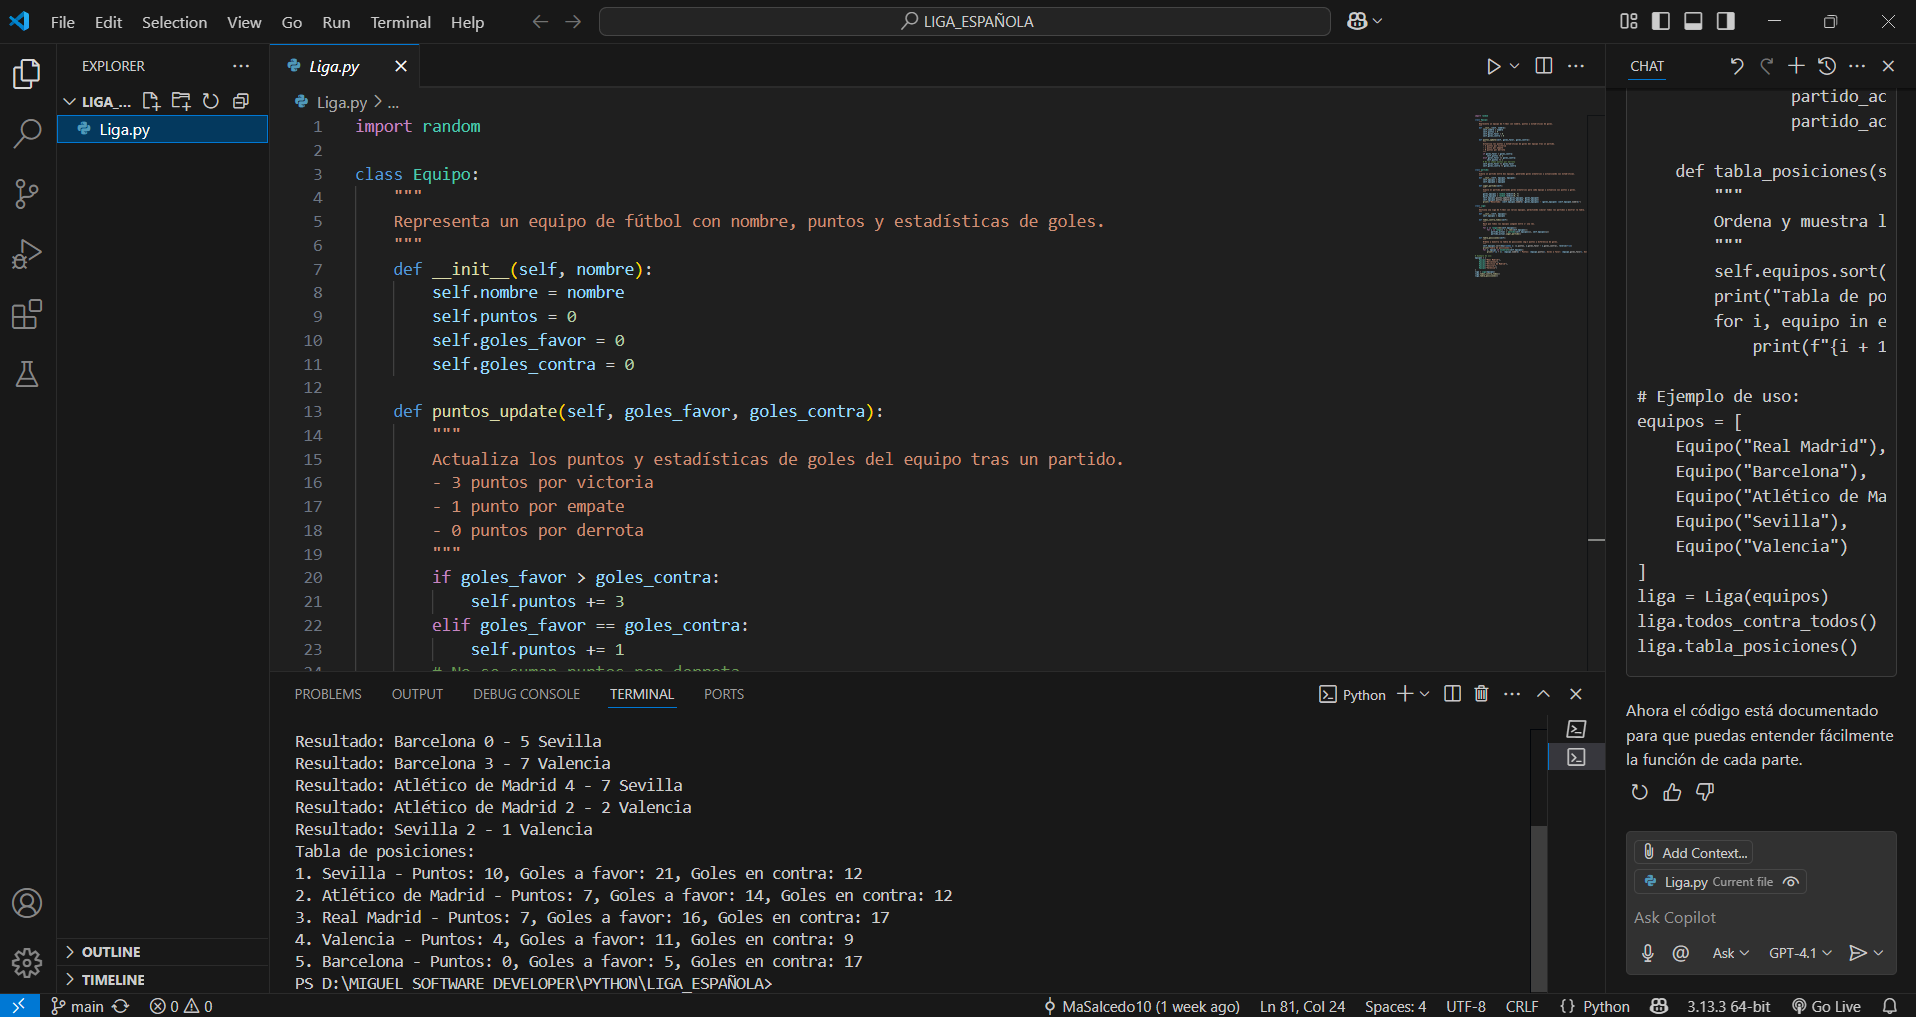 File Edit Selection View Go Run Terminal Help
LIGA_ESPAÑOLA
EXPLORER
LIGA_...
Liga.py
OUTLINE
TIMELINE
Liga.py
Liga.py > ...
1 import random
2
3 class Equipo:
4 """
5 Representa un equipo de fútbol con nombre, puntos y estadísticas de goles.
6 """
7 def __init__(self, nombre):
8 self.nombre = nombre
9 self.puntos = 0
10 self.goles_favor = 0
11 self.goles_contra = 0
12
13 def puntos_update(self, goles_favor, goles_contra):
14 """
15 Actualiza los puntos y estadísticas de goles del equipo tras un partido.
16 - 3 puntos por victoria
17 - 1 punto por empate
18 - 0 puntos por derrota
19 """
20 if goles_favor > goles_contra:
21 self.puntos += 3
22 elif goles_favor == goles_contra:
23 self.puntos += 1
24 # No se suman puntos por derrota
PROBLEMS OUTPUT DEBUG CONSOLE TERMINAL PORTS
Python
Resultado: Barcelona 0 - 5 Sevilla
Resultado: Barcelona 3 - 7 Valencia
Resultado: Atlético de Madrid 4 - 7 Sevilla
Resultado: Atlético de Madrid 2 - 2 Valencia
Resultado: Sevilla 2 - 1 Valencia
Tabla de posiciones:
1. Sevilla - Puntos: 10, Goles a favor: 21, Goles en contra: 12
2. Atlético de Madrid - Puntos: 7, Goles a favor: 14, Goles en contra: 12
3. Real Madrid - Puntos: 7, Goles a favor: 16, Goles en contra: 17
4. Valencia - Puntos: 4, Goles a favor: 11, Goles en contra: 9
5. Barcelona - Puntos: 0, Goles a favor: 5, Goles en contra: 17
PS D:\MIGUEL SOFTWARE DEVELOPER\PYTHON\LIGA_ESPAÑOLA>
CHAT
partido_ac
partido_ac
def tabla_posiciones(s
"""
Ordena y muestra l
"""
self.equipos.sort(
print("Tabla de po
for i, equipo in e
print(f"{i + 1
# Ejemplo de uso:
equipos = [
Equipo("Real Madrid"),
Equipo("Barcelona"),
Equipo("Atlético de Ma
Equipo("Sevilla"),
Equipo("Valencia")
]
liga = Liga(equipos)
liga.todos_contra_todos()
liga.tabla_posiciones()
Ahora el código está documentado
para que puedas entender fácilmente
la función de cada parte.
Add Context...
Liga.py Current file
Ask Copilot
@ Ask GPT-4.1
main 0 0 MaSalcedo10 (1 week ago) Ln 81, Col 24 Spaces: 4 UTF-8 CRLF {} Python 3.13.3 64-bit Go Live